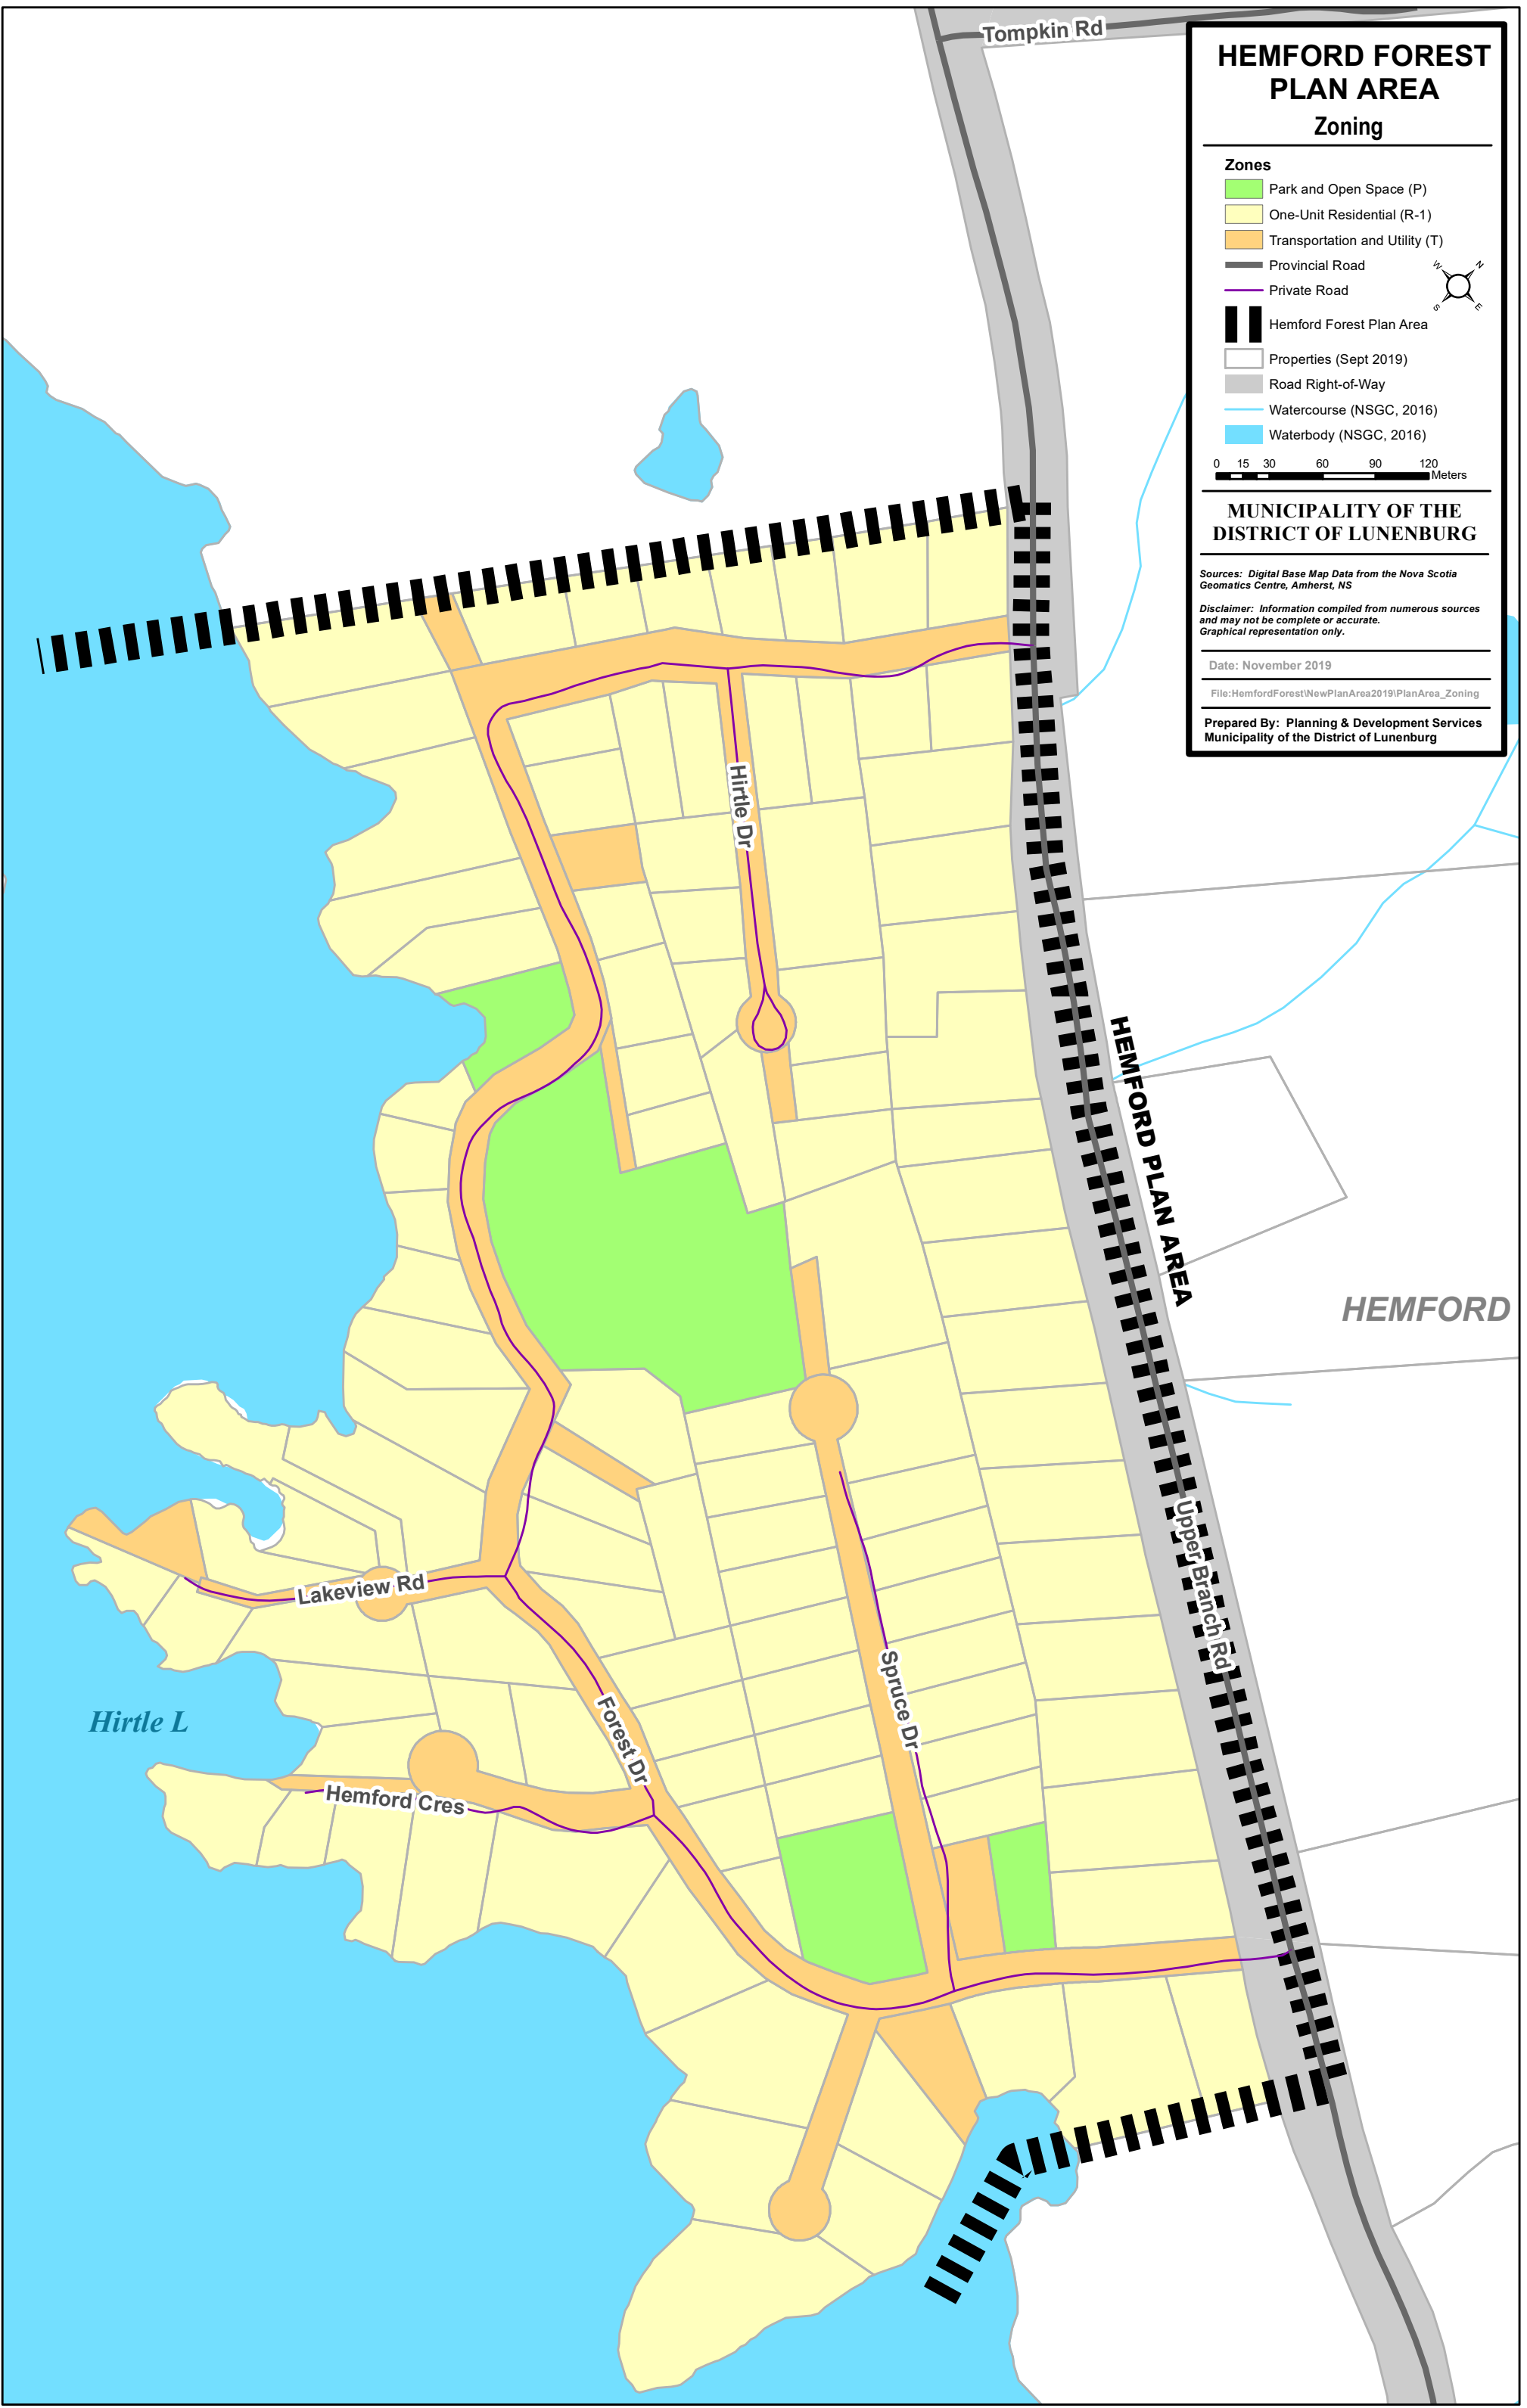 Tompkin Rd
HEMFORD FOREST
PLAN AREA
Zoning
Zones
Park and Open Space (P)
One-Unit Residential (R-1)
Transportation and Utility (T)
Provincial Road
Private Road
W
N
S
E
Hemford Forest Plan Area
Properties (Sept 2019)
Road Right-of-Way
Watercourse (NSGC, 2016)
Waterbody (NSGC, 2016)
0 15 30 60 90 120
Meters
MUNICIPALITY OF THE
DISTRICT OF LUNENBURG
Sources: Digital Base Map Data from the Nova Scotia
Geomatics Centre, Amherst, NS
Disclaimer: Information compiled from numerous sources
and may not be complete or accurate.
Graphical representation only.
Date: November 2019
File:HemfordForest\NewPlanArea2019\PlanArea_Zoning
Prepared By: Planning & Development Services
Municipality of the District of Lunenburg
Hirtle Dr
HEMFORD PLAN AREA
HEMFORD
Upper Branch Rd
Lakeview Rd
Spruce Dr
Hirtle L
Forest Dr
Hemford Cres